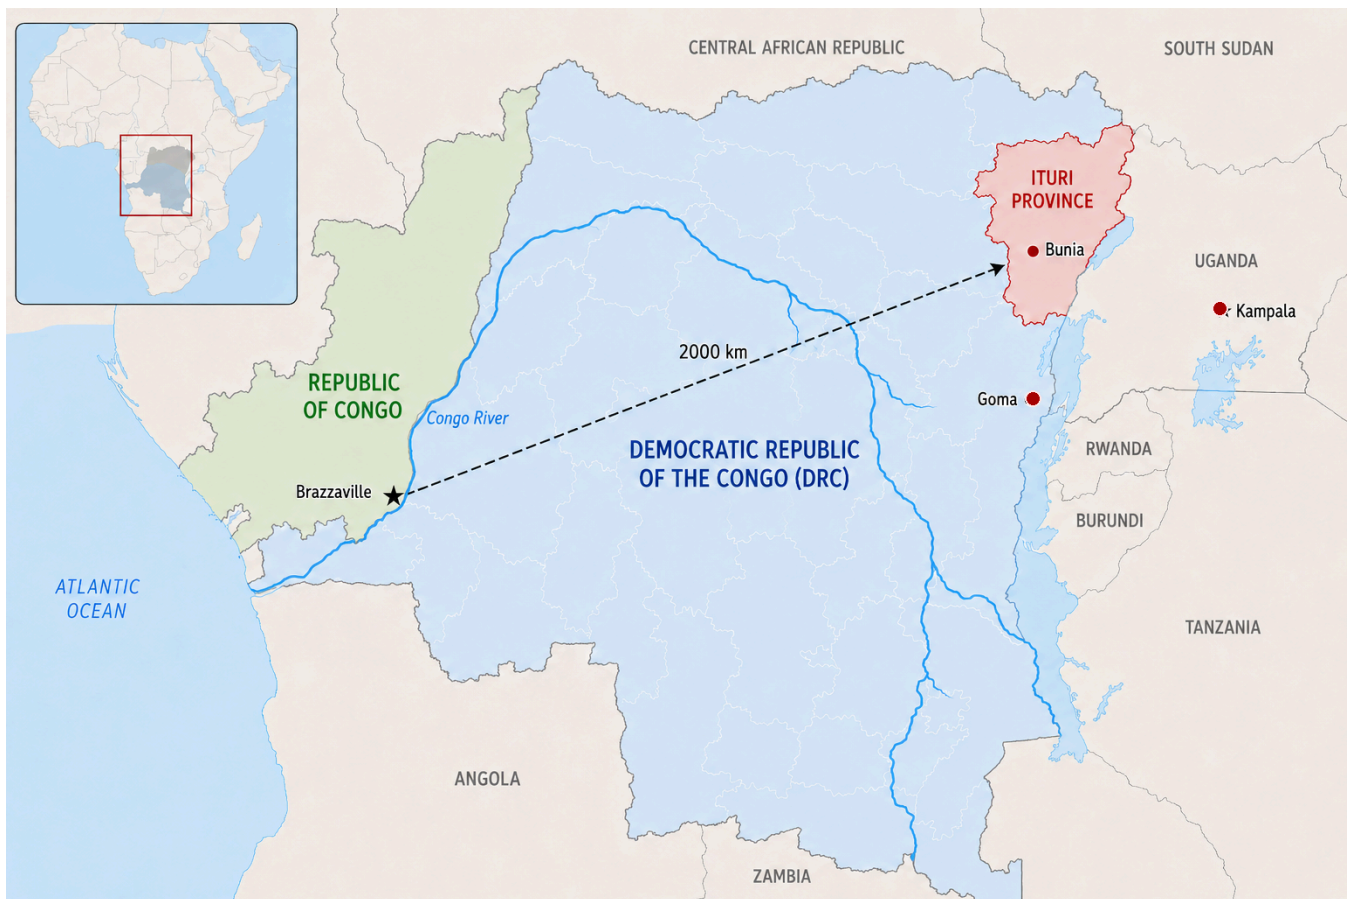 CENTRAL AFRICAN REPUBLIC
SOUTH SUDAN
ITURI
PROVINCE
Bunia
UGANDA
Kampala
2000 km
REPUBLIC
OF CONGO
Congo River
Goma
DEMOCRATIC REPUBLIC
OF THE CONGO (DRC)
RWANDA
Brazzaville
BURUNDI
ATLANTIC
OCEAN
TANZANIA
ANGOLA
ZAMBIA